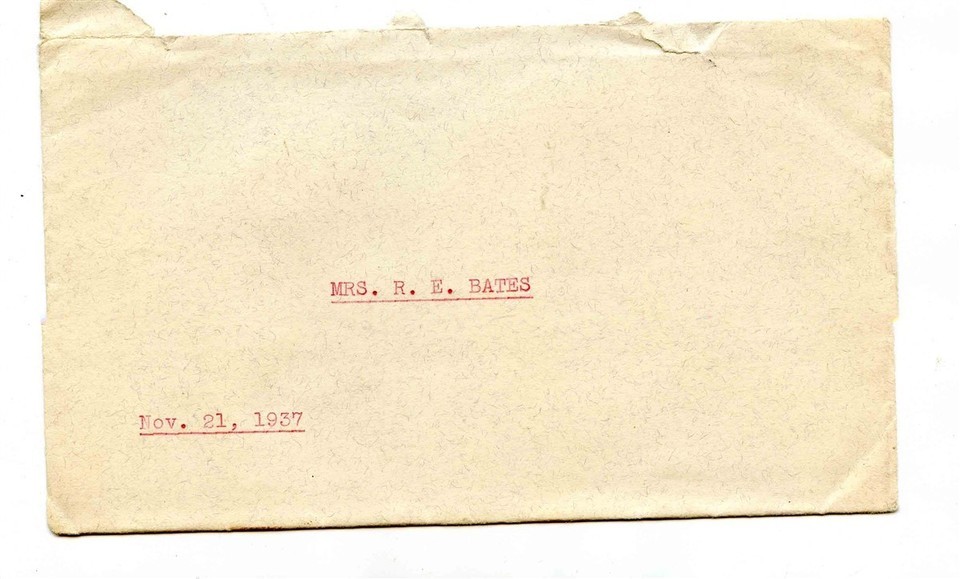 MRS. R. E. BATES
Nov. 21, 1937